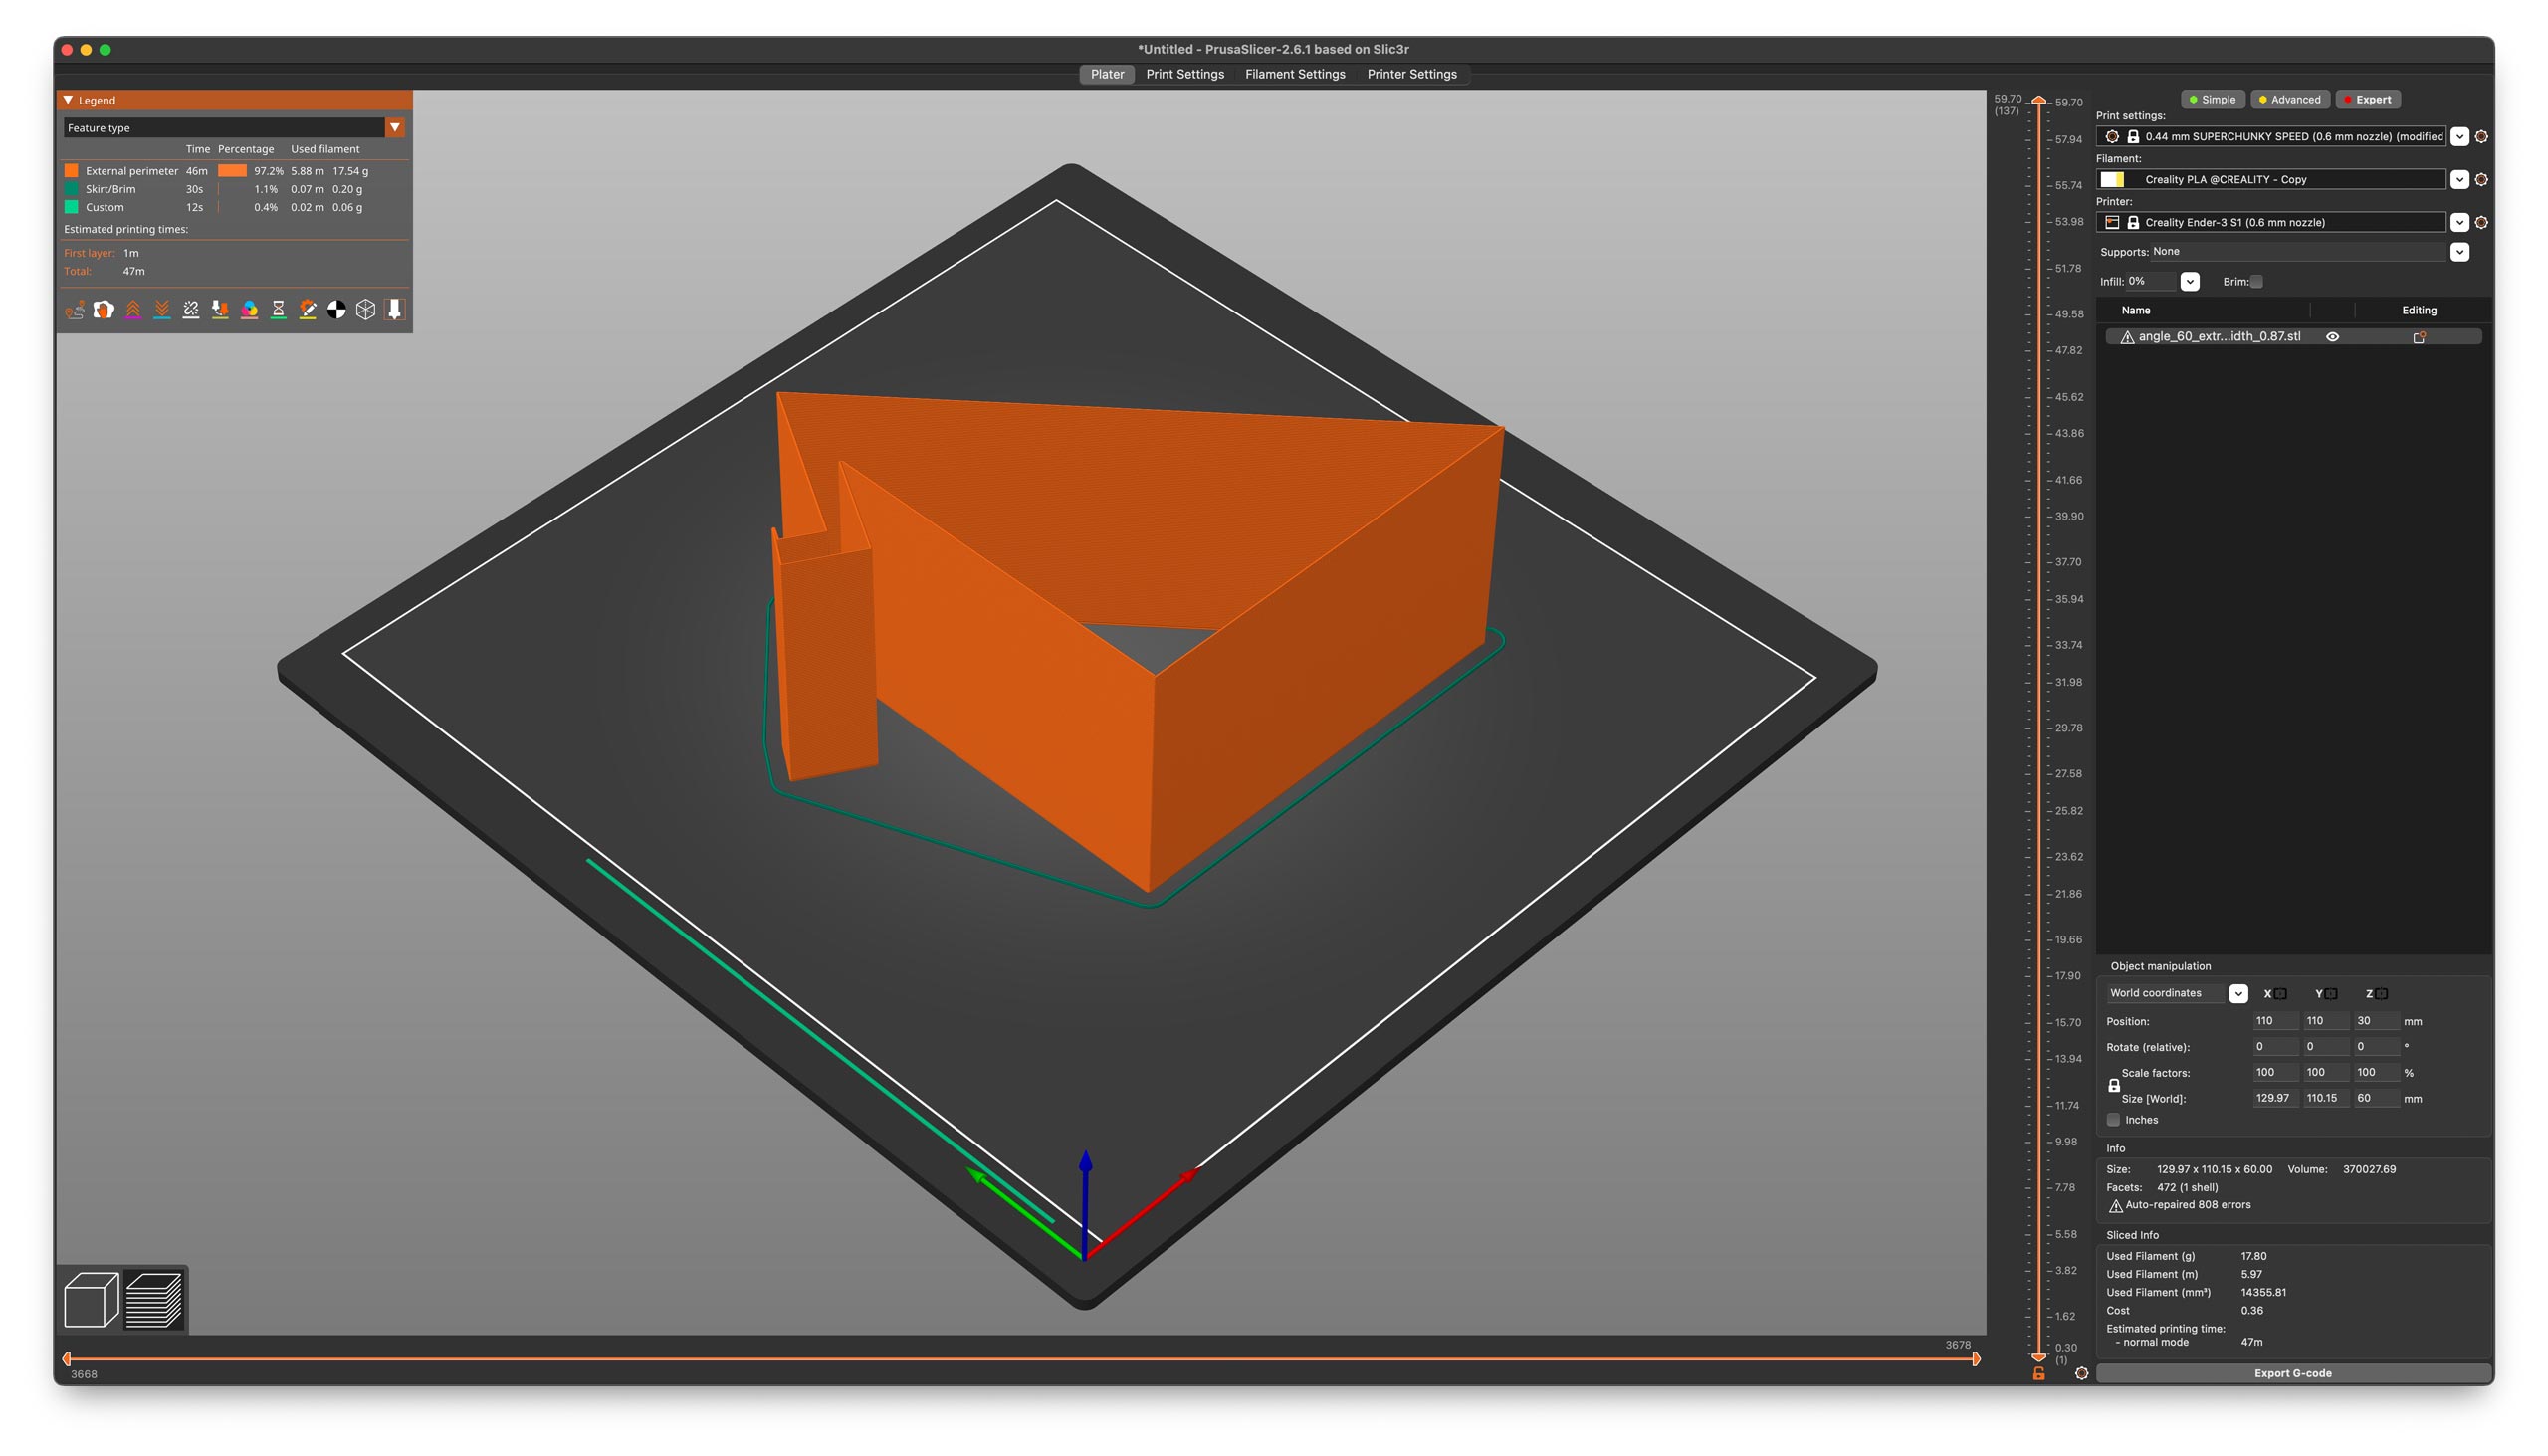 *Untitled - PrusaSlicer-2.6.1 based on Slic3r
Plater Print Settings Filament Settings Printer Settings
Legend
Feature type
Time Percentage Used filament
External perimeter 46m 97.2% 5.88 m 17.54 g
Skirt/Brim 30s 1.1% 0.07 m 0.20 g
Custom 12s 0.4% 0.02 m 0.06 g
Estimated printing times:
First layer: 1m
Total: 47m
3668
3678
59.70
(137)
59.70
57.94
55.74
53.98
51.78
49.58
47.82
45.62
43.86
41.66
39.90
37.70
35.94
33.74
31.98
29.78
27.58
25.82
23.62
21.86
19.66
17.90
15.70
13.94
11.74
9.98
7.78
5.58
3.82
1.62
0.30
(1)
Simple Advanced Expert
Print settings:
0.44 mm SUPERCHUNKY SPEED (0.6 mm nozzle) (modified
Filament:
Creality PLA @CREALITY - Copy
Printer:
Creality Ender-3 S1 (0.6 mm nozzle)
Supports: None
Infill: 0% Brim:
Name Editing
angle_60_extr...idth_0.87.stl
Object manipulation
World coordinates X Y Z
Position: 110 110 30 mm
Rotate (relative): 0 0 0 °
Scale factors: 100 100 100 %
Size [World]: 129.97 110.15 60 mm
Inches
Info
Size: 129.97 x 110.15 x 60.00 Volume: 370027.69
Facets: 472 (1 shell)
Auto-repaired 808 errors
Sliced Info
Used Filament (g) 17.80
Used Filament (m) 5.97
Used Filament (mm³) 14355.81
Cost 0.36
Estimated printing time:
- normal mode 47m
Export G-code